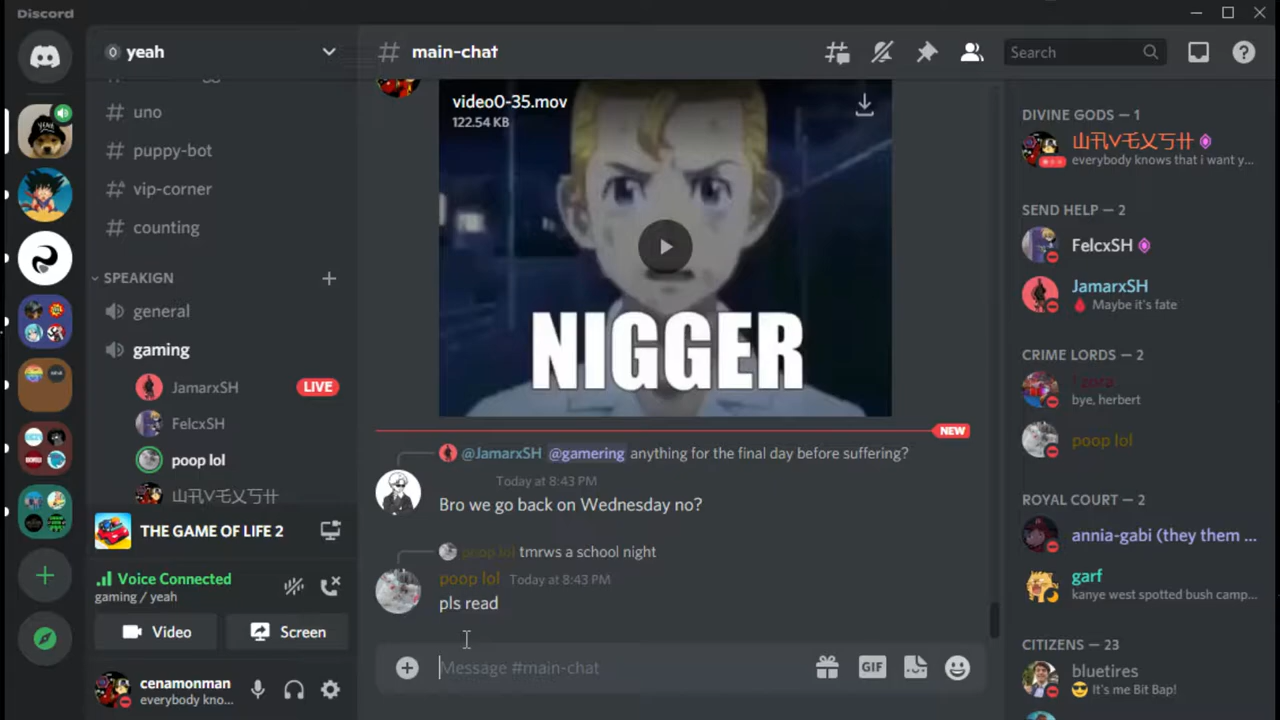 Discord
yeah
uno
puppy-bot
vip-corner
counting
SPEAKIGN
general
gaming
JamarxSH
LIVE
FelcxSH
poop lol
THE GAME OF LIFE 2
Voice Connected
gaming / yeah
Video
Screen
cenamonman
everybody kno...
# main-chat
Search
video0-35.mov
122.54 KB
NIGGER
NEW
@JamarxSH @gamering anything for the final day before suffering?
Today at 8:43 PM
Bro we go back on Wednesday no?
poop lol tmrws a school night
poop lol Today at 8:43 PM
pls read
Message #main-chat
GIF
DIVINE GODS — 1
everybody knows that i want y...
SEND HELP — 2
FelcxSH
JamarxSH
Maybe it's fate
CRIME LORDS — 2
bye, herbert
poop lol
ROYAL COURT — 2
annia-gabi (they them ...
garf
kanye west spotted bush camp...
CITIZENS — 23
bluetires
😎 It's me Bit Bap!